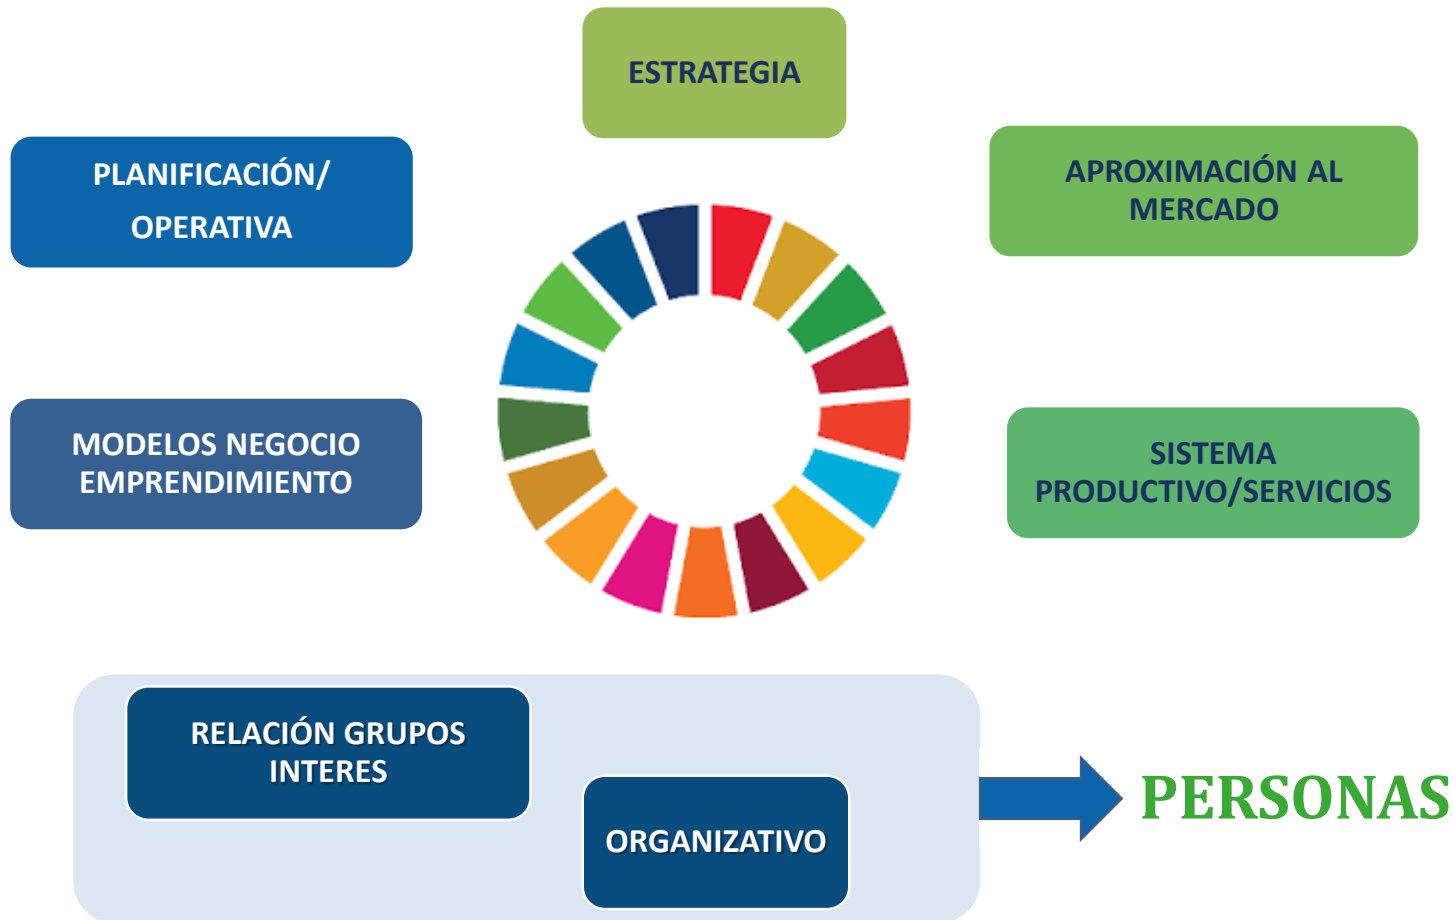 ESTRATEGIA
PLANIFICACIÓN/
OPERATIVA
APROXIMACIÓN AL
MERCADO
MODELOS NEGOCIO
EMPRENDIMIENTO
SISTEMA
PRODUCTIVO/SERVICIOS
RELACIÓN GRUPOS
INTERES
ORGANIZATIVO
PERSONAS